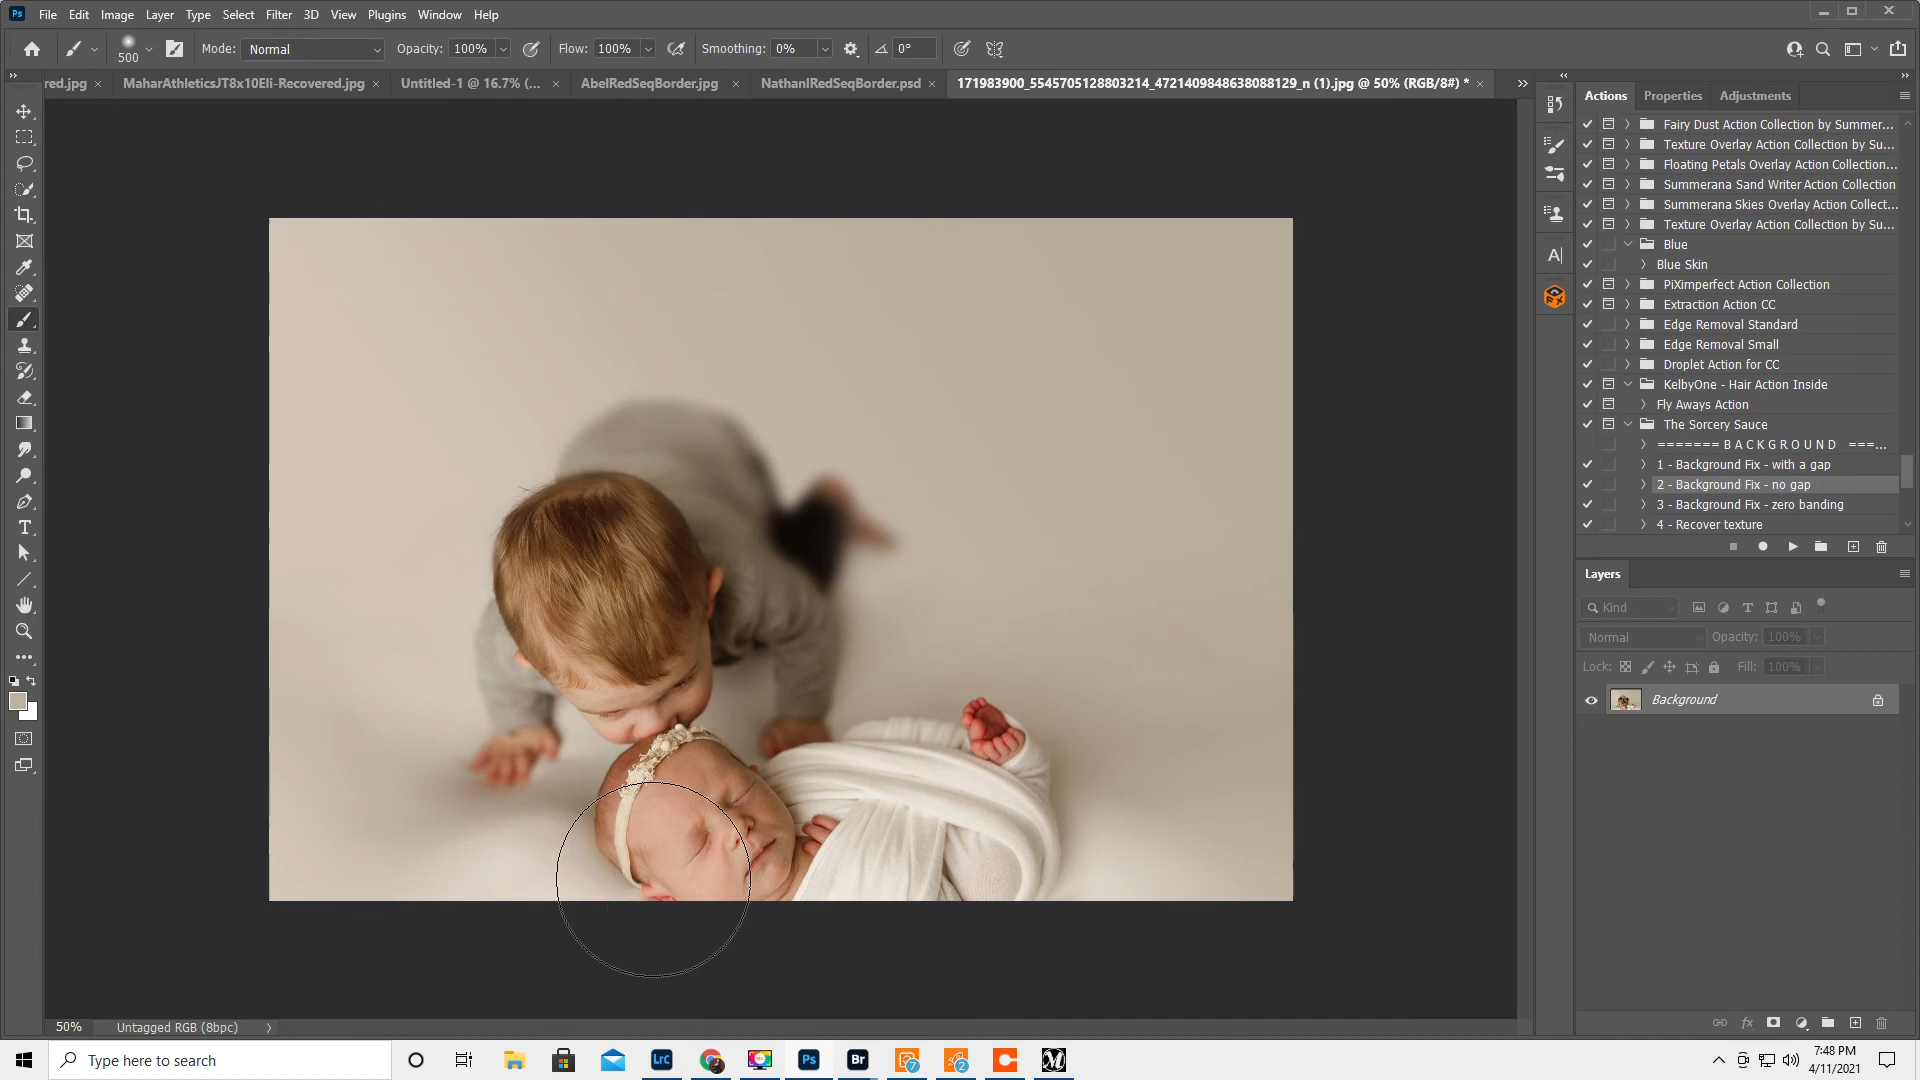 Ps File Edit Image Layer Type Select Filter 3D View Plugins Window Help
500 Mode: Normal Opacity: 100% Flow: 100% Smoothing: 0% 0°
red.jpg MaharAthleticsJT8x10Eli-Recovered.jpg Untitled-1 @ 16.7% (... AbelRedSeqBorder.jpg NathanlRedSeqBorder.psd 171983900_5545705128803214_4721409848638088129_n (1).jpg @ 50% (RGB/8#) *
Actions Properties Adjustments
Fairy Dust Action Collection by Summer...
Texture Overlay Action Collection by Su...
Floating Petals Overlay Action Collection...
Summerana Sand Writer Action Collection
Summerana Skies Overlay Action Collect...
Texture Overlay Action Collection by Su...
Blue
Blue Skin
PiXimperfect Action Collection
Extraction Action CC
Edge Removal Standard
Edge Removal Small
Droplet Action for CC
KelbyOne - Hair Action Inside
Fly Aways Action
The Sorcery Sauce
======= B A C K G R O U N D ===...
1 - Background Fix - with a gap
2 - Background Fix - no gap
3 - Background Fix - zero banding
4 - Recover texture
Layers
Kind
Normal Opacity: 100%
Lock: Fill: 100%
Background
50% Untagged RGB (8bpc)
Type here to search
LrC Ps Br 7 2
7:48 PM
4/11/2021